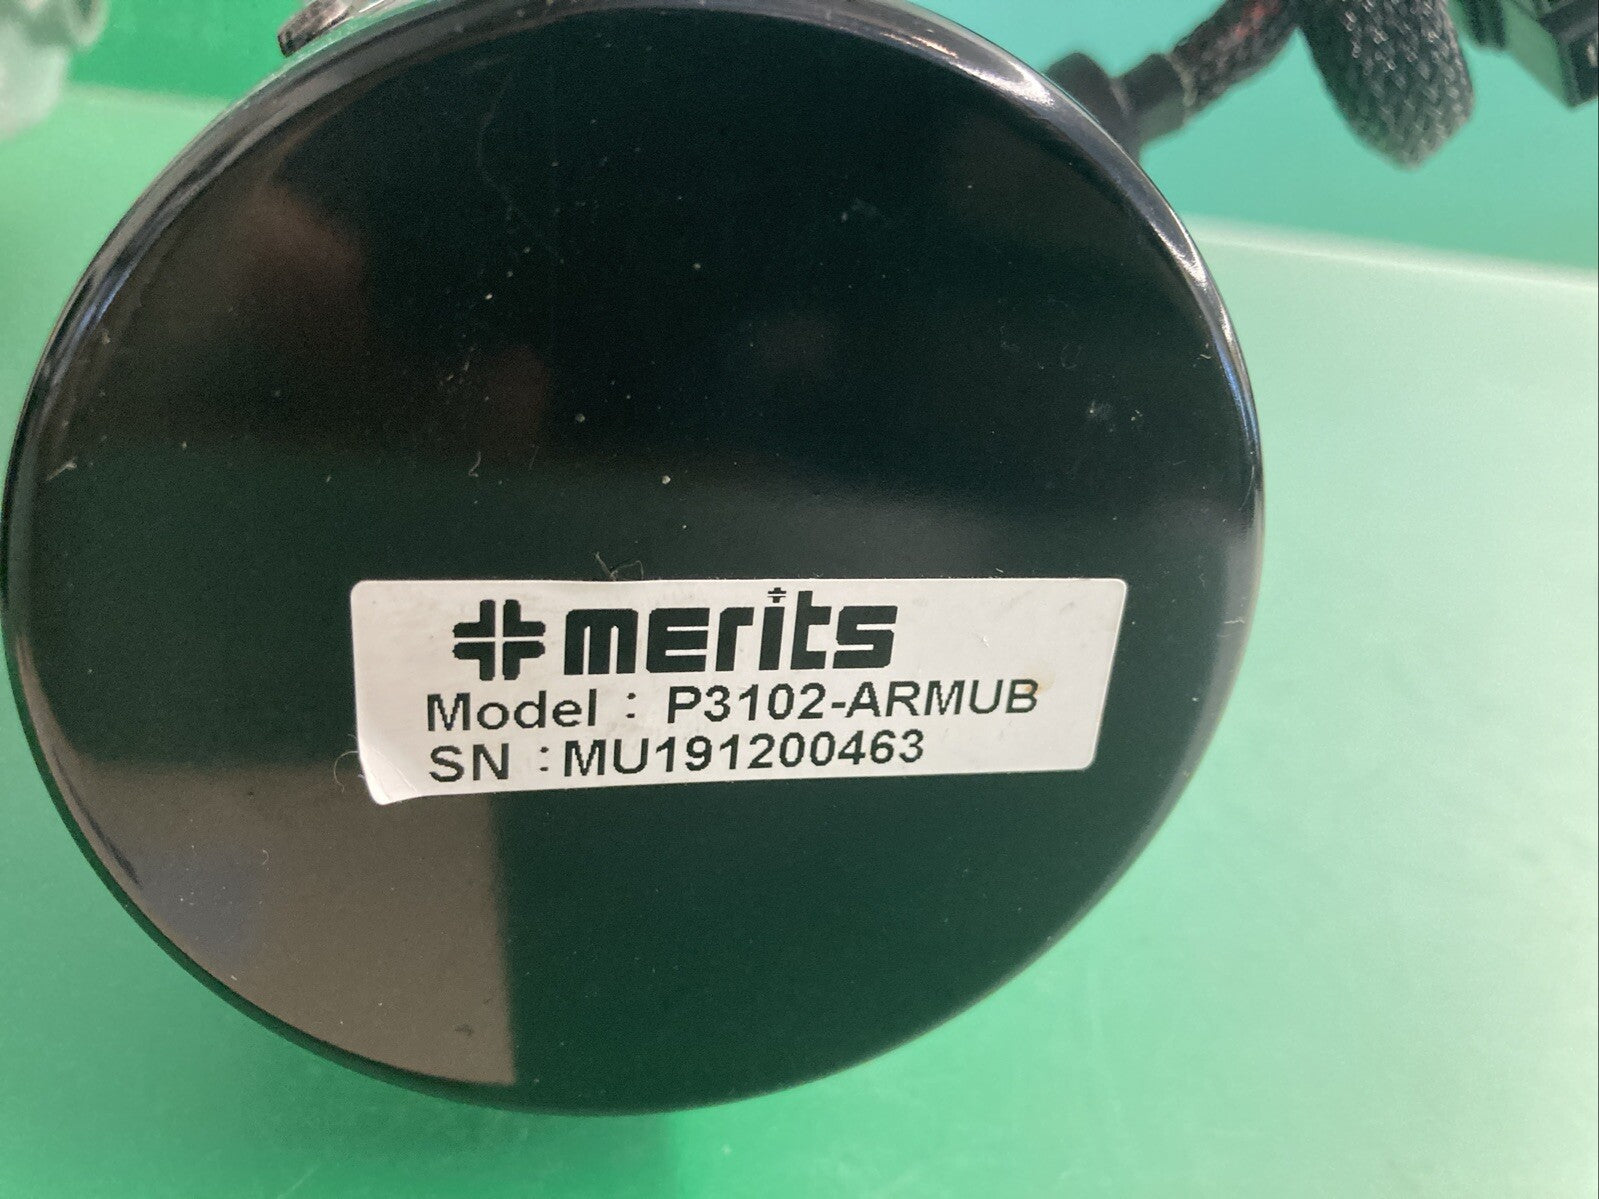 merits
Model : P3102-ARMUB
SN :MU191200463